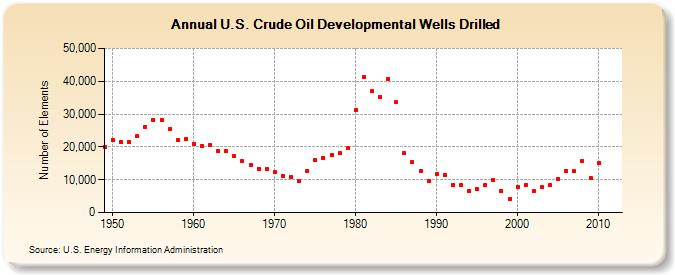 Annual U.S. Crude Oil Developmental Wells Drilled
Number of Elements
50,000
40,000
30,000
20,000
10,000
0
1950 1960 1970 1980 1990 2000 2010
Source: U.S. Energy Information Administration